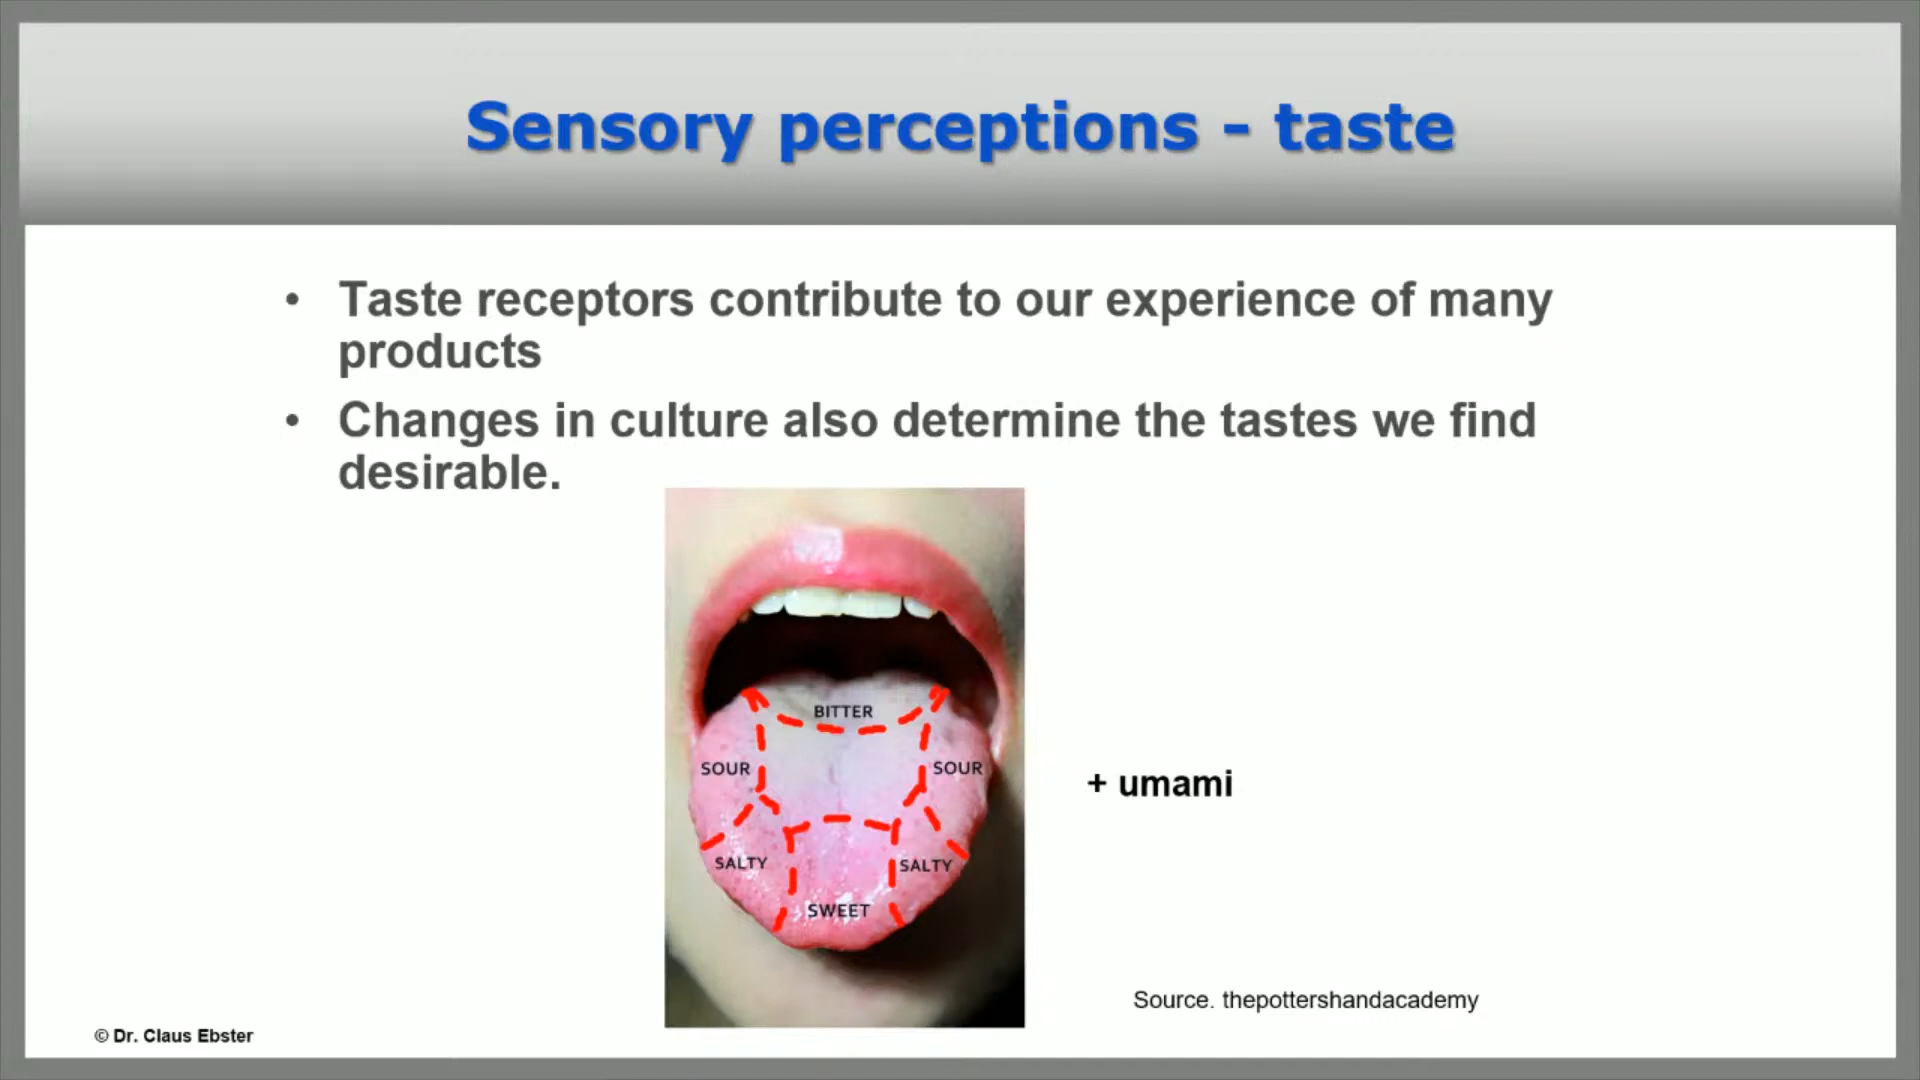 Sensory perceptions - taste
• Taste receptors contribute to our experience of many
products
• Changes in culture also determine the tastes we find
desirable.
BITTER
SOUR SOUR
+ umami
SALTY SALTY
SWEET
Source. thepottershandacademy
© Dr. Claus Ebster